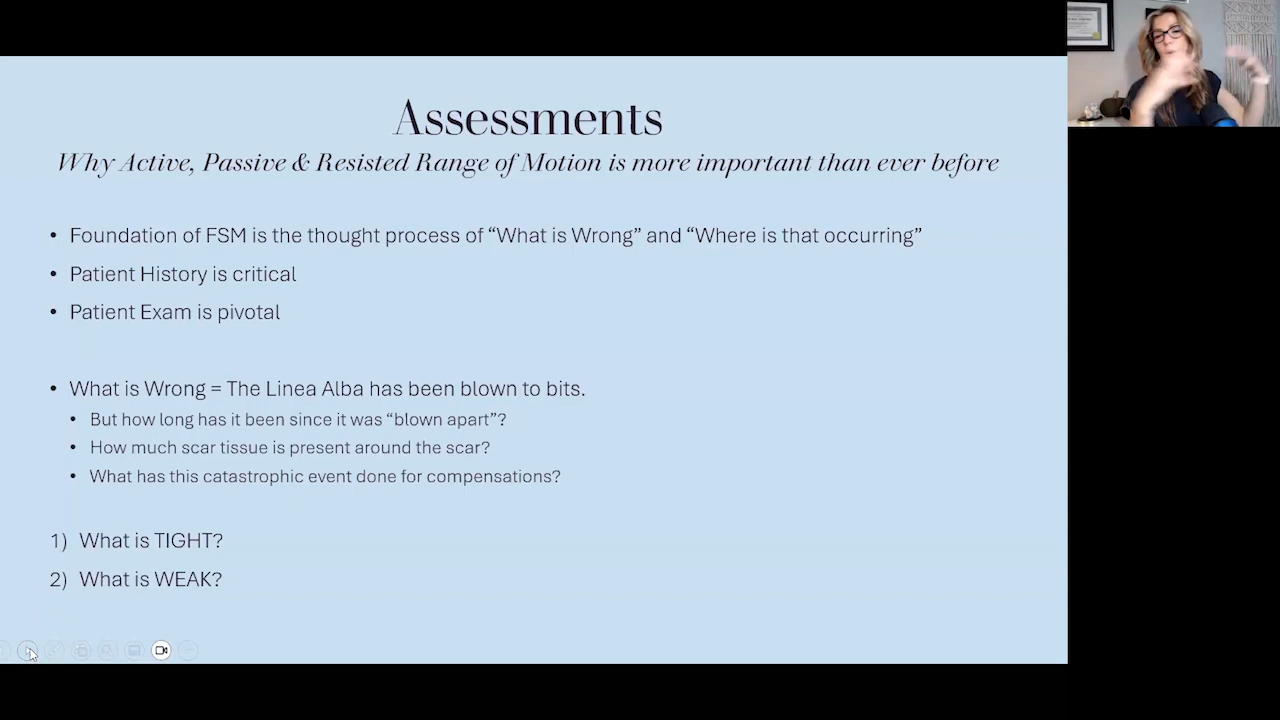 Assessments
Why Active, Passive & Resisted Range of Motion is more important than ever before
• Foundation of FSM is the thought process of “What is Wrong” and “Where is that occurring”
• Patient History is critical
• Patient Exam is pivotal
• What is Wrong = The Linea Alba has been blown to bits.
• But how long has it been since it was “blown apart”?
• How much scar tissue is present around the scar?
• What has this catastrophic event done for compensations?
1) What is TIGHT?
2) What is WEAK?